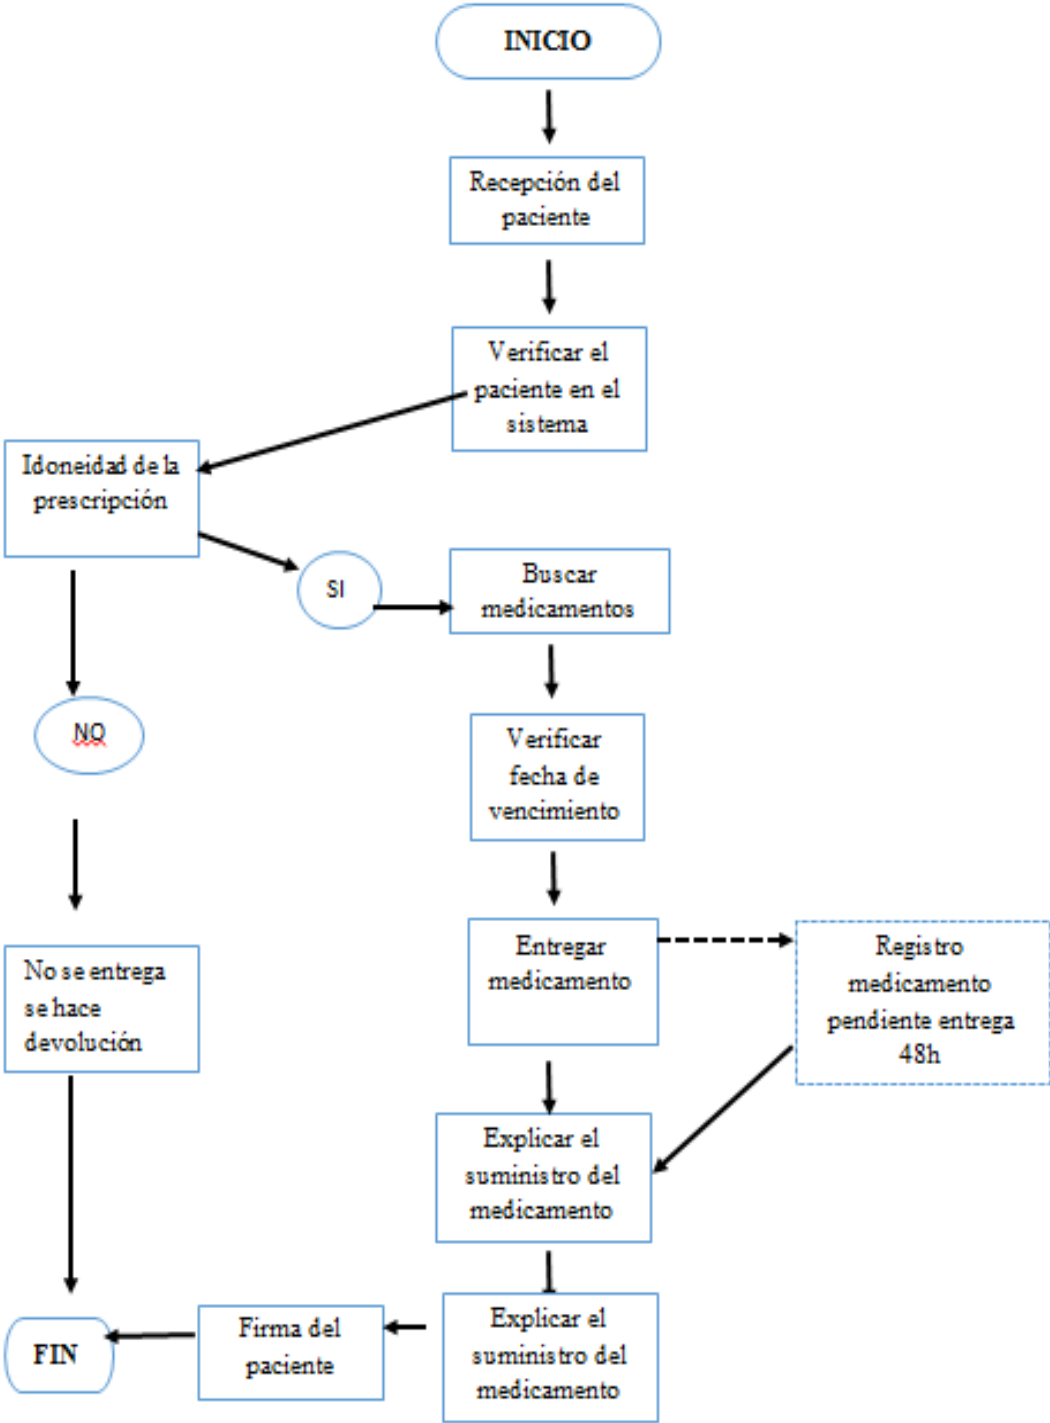 INICIO
Recepción del
paciente
Verificar el
paciente en el
sistema
Idoneidad de la
prescripción
SI
Buscar
medicamentos
NO
Verificar
fecha de
vencimiento
Entregar
medicamento
Registro
medicamento
pendiente entrega
48h
No se entrega
se hace
devolución
Explicar el
suministro del
medicamento
Explicar el
suministro del
medicamento
Firma del
paciente
FIN